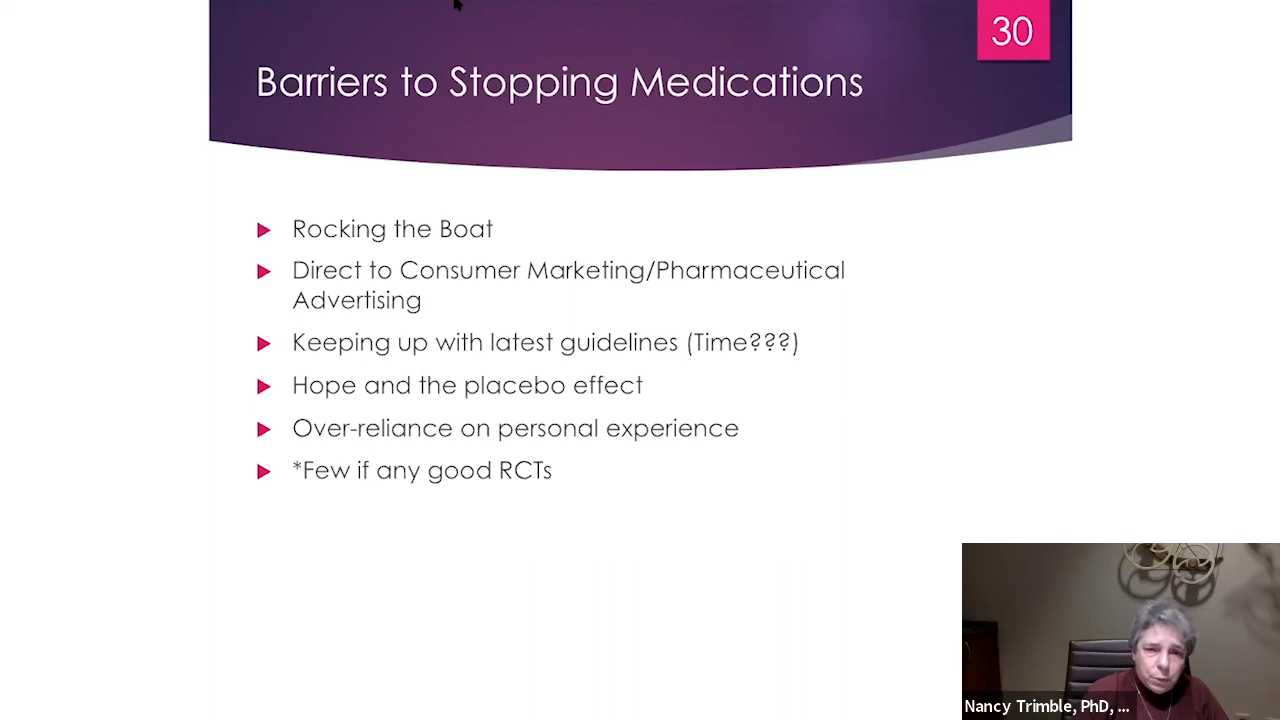 30
Barriers to Stopping Medications
Rocking the Boat
Direct to Consumer Marketing/Pharmaceutical
Advertising
Keeping up with latest guidelines (Time???)
Hope and the placebo effect
Over-reliance on personal experience
*Few if any good RCTs
Nancy Trimble, PhD, ...